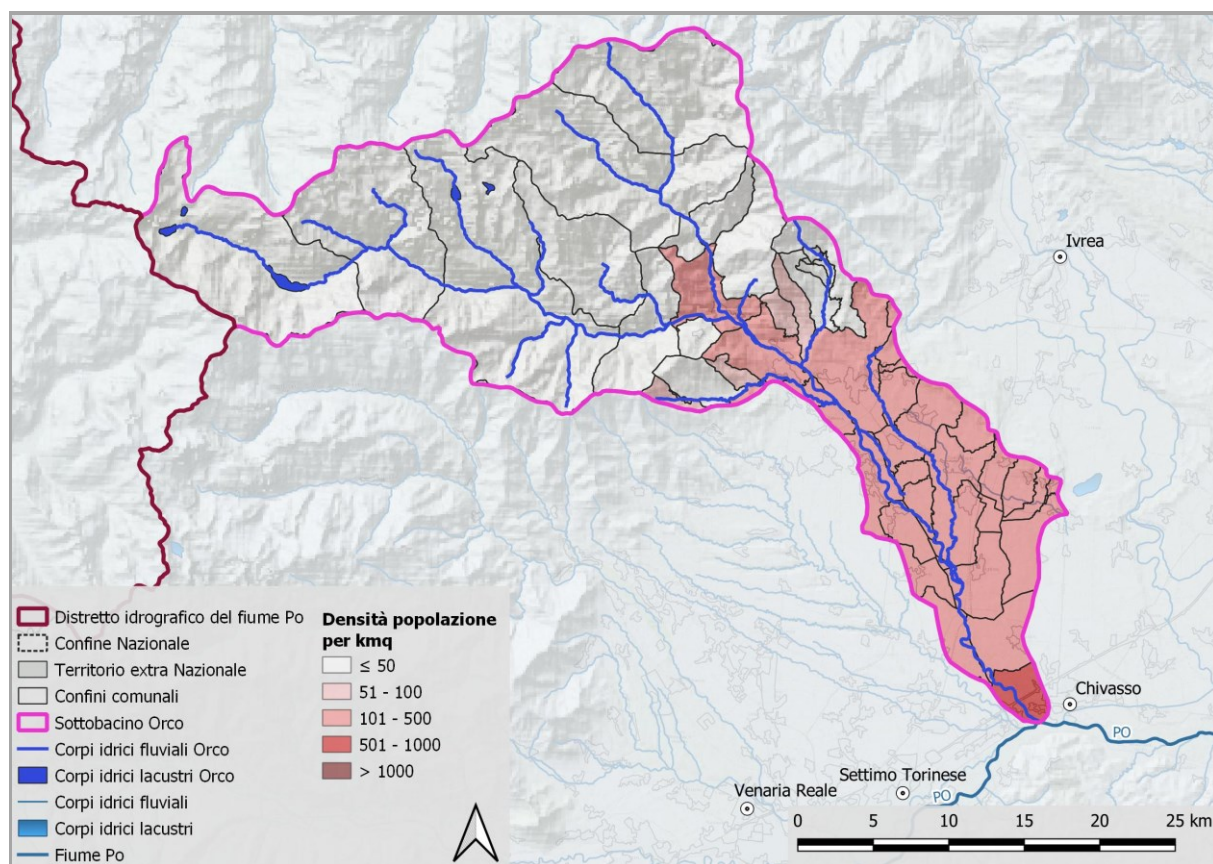 Ivrea
Chivasso
PO
Settimo Torinese
PO
Venaria Reale
Distretto idrografico del fiume Po
Confine Nazionale
Territorio extra Nazionale
Confini comunali
Sottobacino Orco
Corpi idrici fluviali Orco
Corpi idrici lacustri Orco
Corpi idrici fluviali
Corpi idrici lacustri
Fiume Po
Densità popolazione
per kmq
≤ 50
51 - 100
101 - 500
501 - 1000
> 1000
0 5 10 15 20 25 km